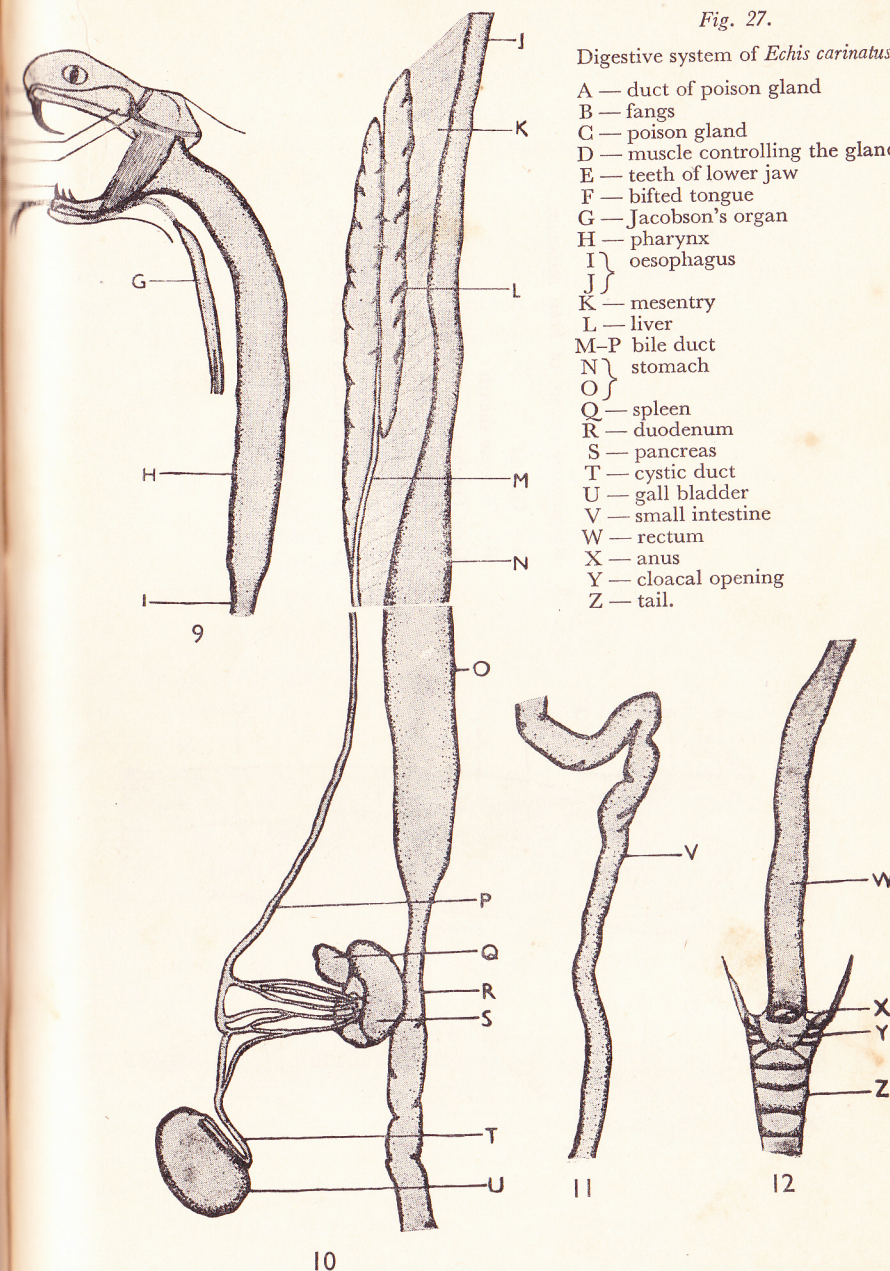 Fig. 27.
Digestive system of Echis carinatus
A — duct of poison gland
B — fangs
C — poison gland
D — muscle controlling the gland
E — teeth of lower jaw
F — bifted tongue
G — Jacobson's organ
H — pharynx
I } oesophagus
J
K — mesentry
L — liver
M–P bile duct
N } stomach
O
Q — spleen
R — duodenum
S — pancreas
T — cystic duct
U — gall bladder
V — small intestine
W — rectum
X — anus
Y — cloacal opening
Z — tail.
G
H
I
9
J
K
L
M
N
O
P
Q
R
S
T
U
10
V
11
W
X
Y
Z
12